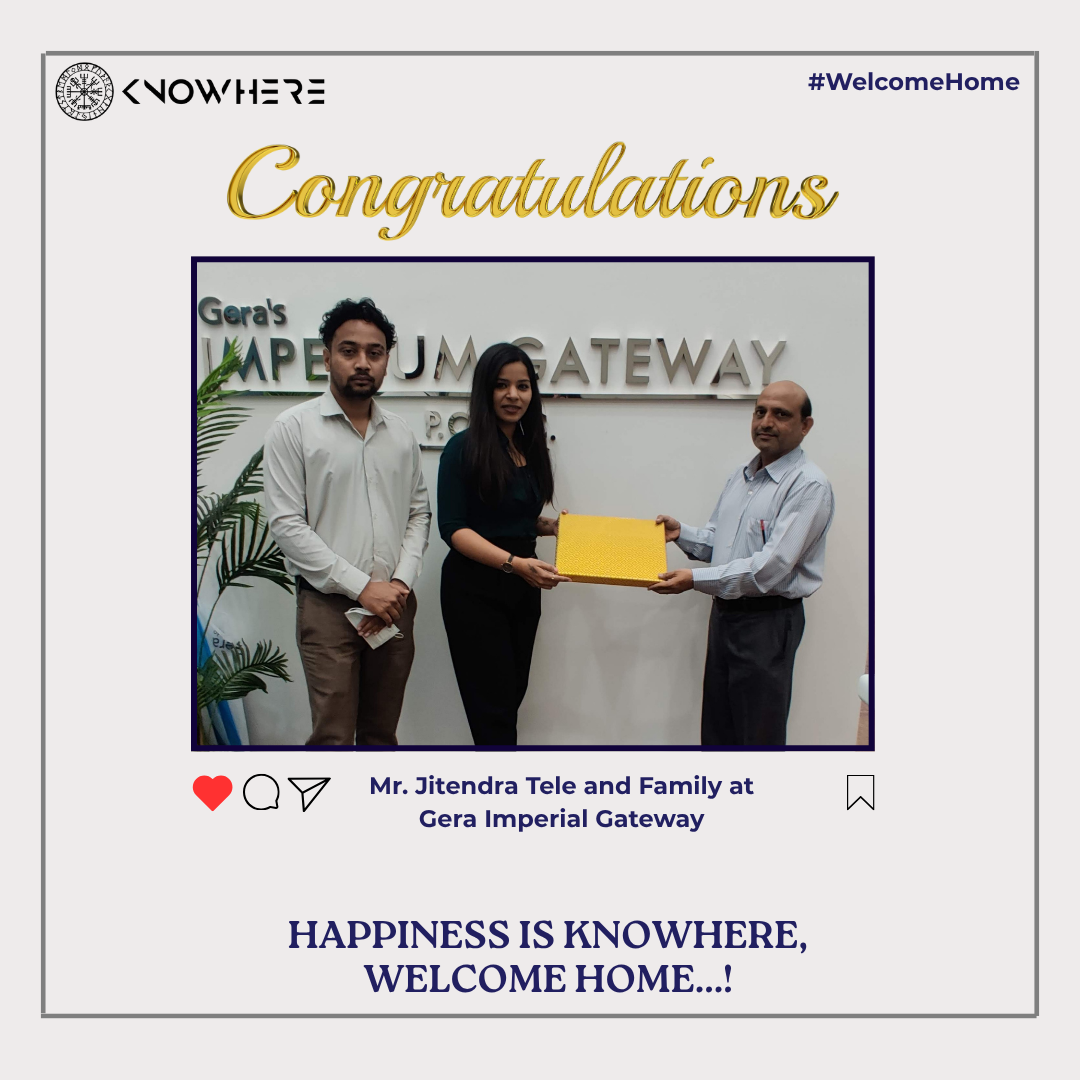 KNOWHERE
#WelcomeHome
Congratulations
Gera's
GATEWAY
Mr. Jitendra Tele and Family at
Gera Imperial Gateway
HAPPINESS IS KNOWHERE,
WELCOME HOME...!